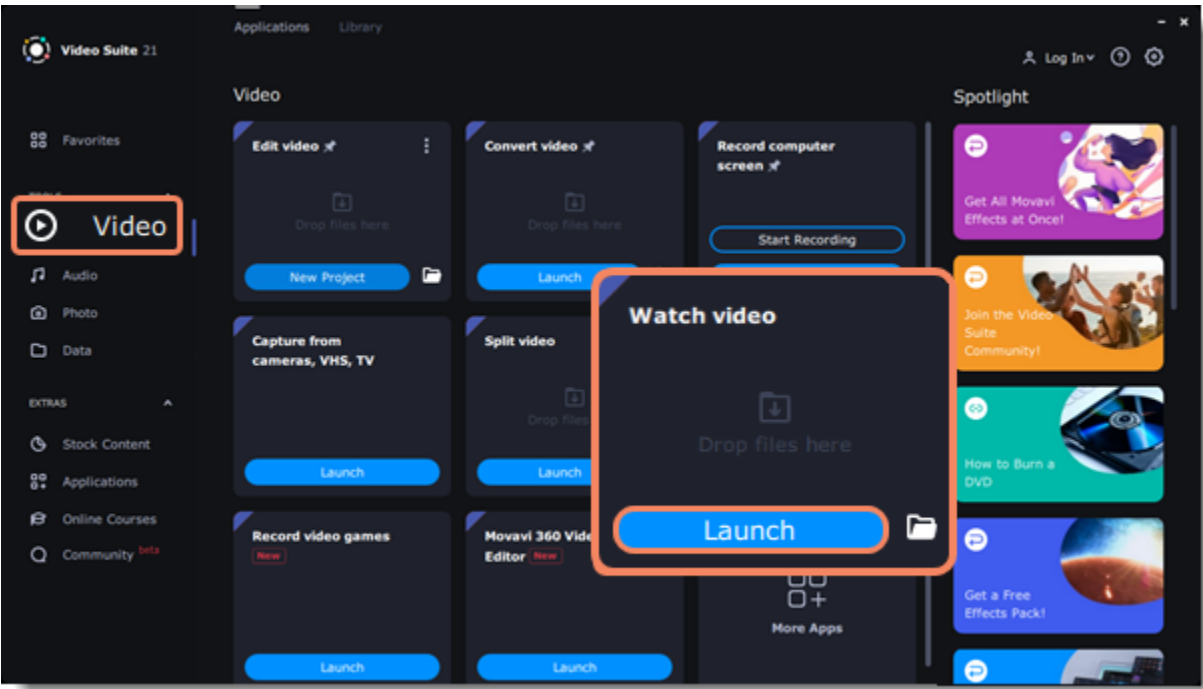 Applications
Library
Video Suite 21
Log In
Video
Spotlight
Favorites
Video
Audio
Photo
Data
EXTRAS
Stock Content
Applications
Online Courses
Community beta
Edit video
Drop files here
New Project
Convert video
Drop files here
Launch
Record computer
screen
Start Recording
Capture from
cameras, VHS, TV
Launch
Split video
Drop files
Launch
Watch video
Drop files here
Launch
Record video games
New
Launch
Movavi 360
Editor New
Launch
More Apps
Get All Movavi
Effects at Once!
Join the Video
Suite
Community!
How to Burn a
DVD
Get a Free
Effects Pack!